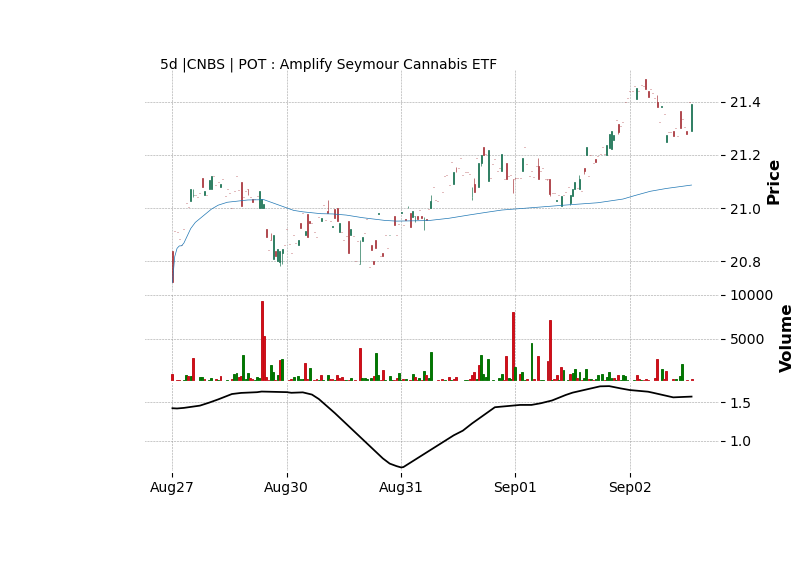 5d |CNBS | POT : Amplify Seymour Cannabis ETF
21.4
21.2
21.0
20.8
Price
10000
5000
Volume
1.5
1.0
Aug27 Aug30 Aug31 Sep01 Sep02